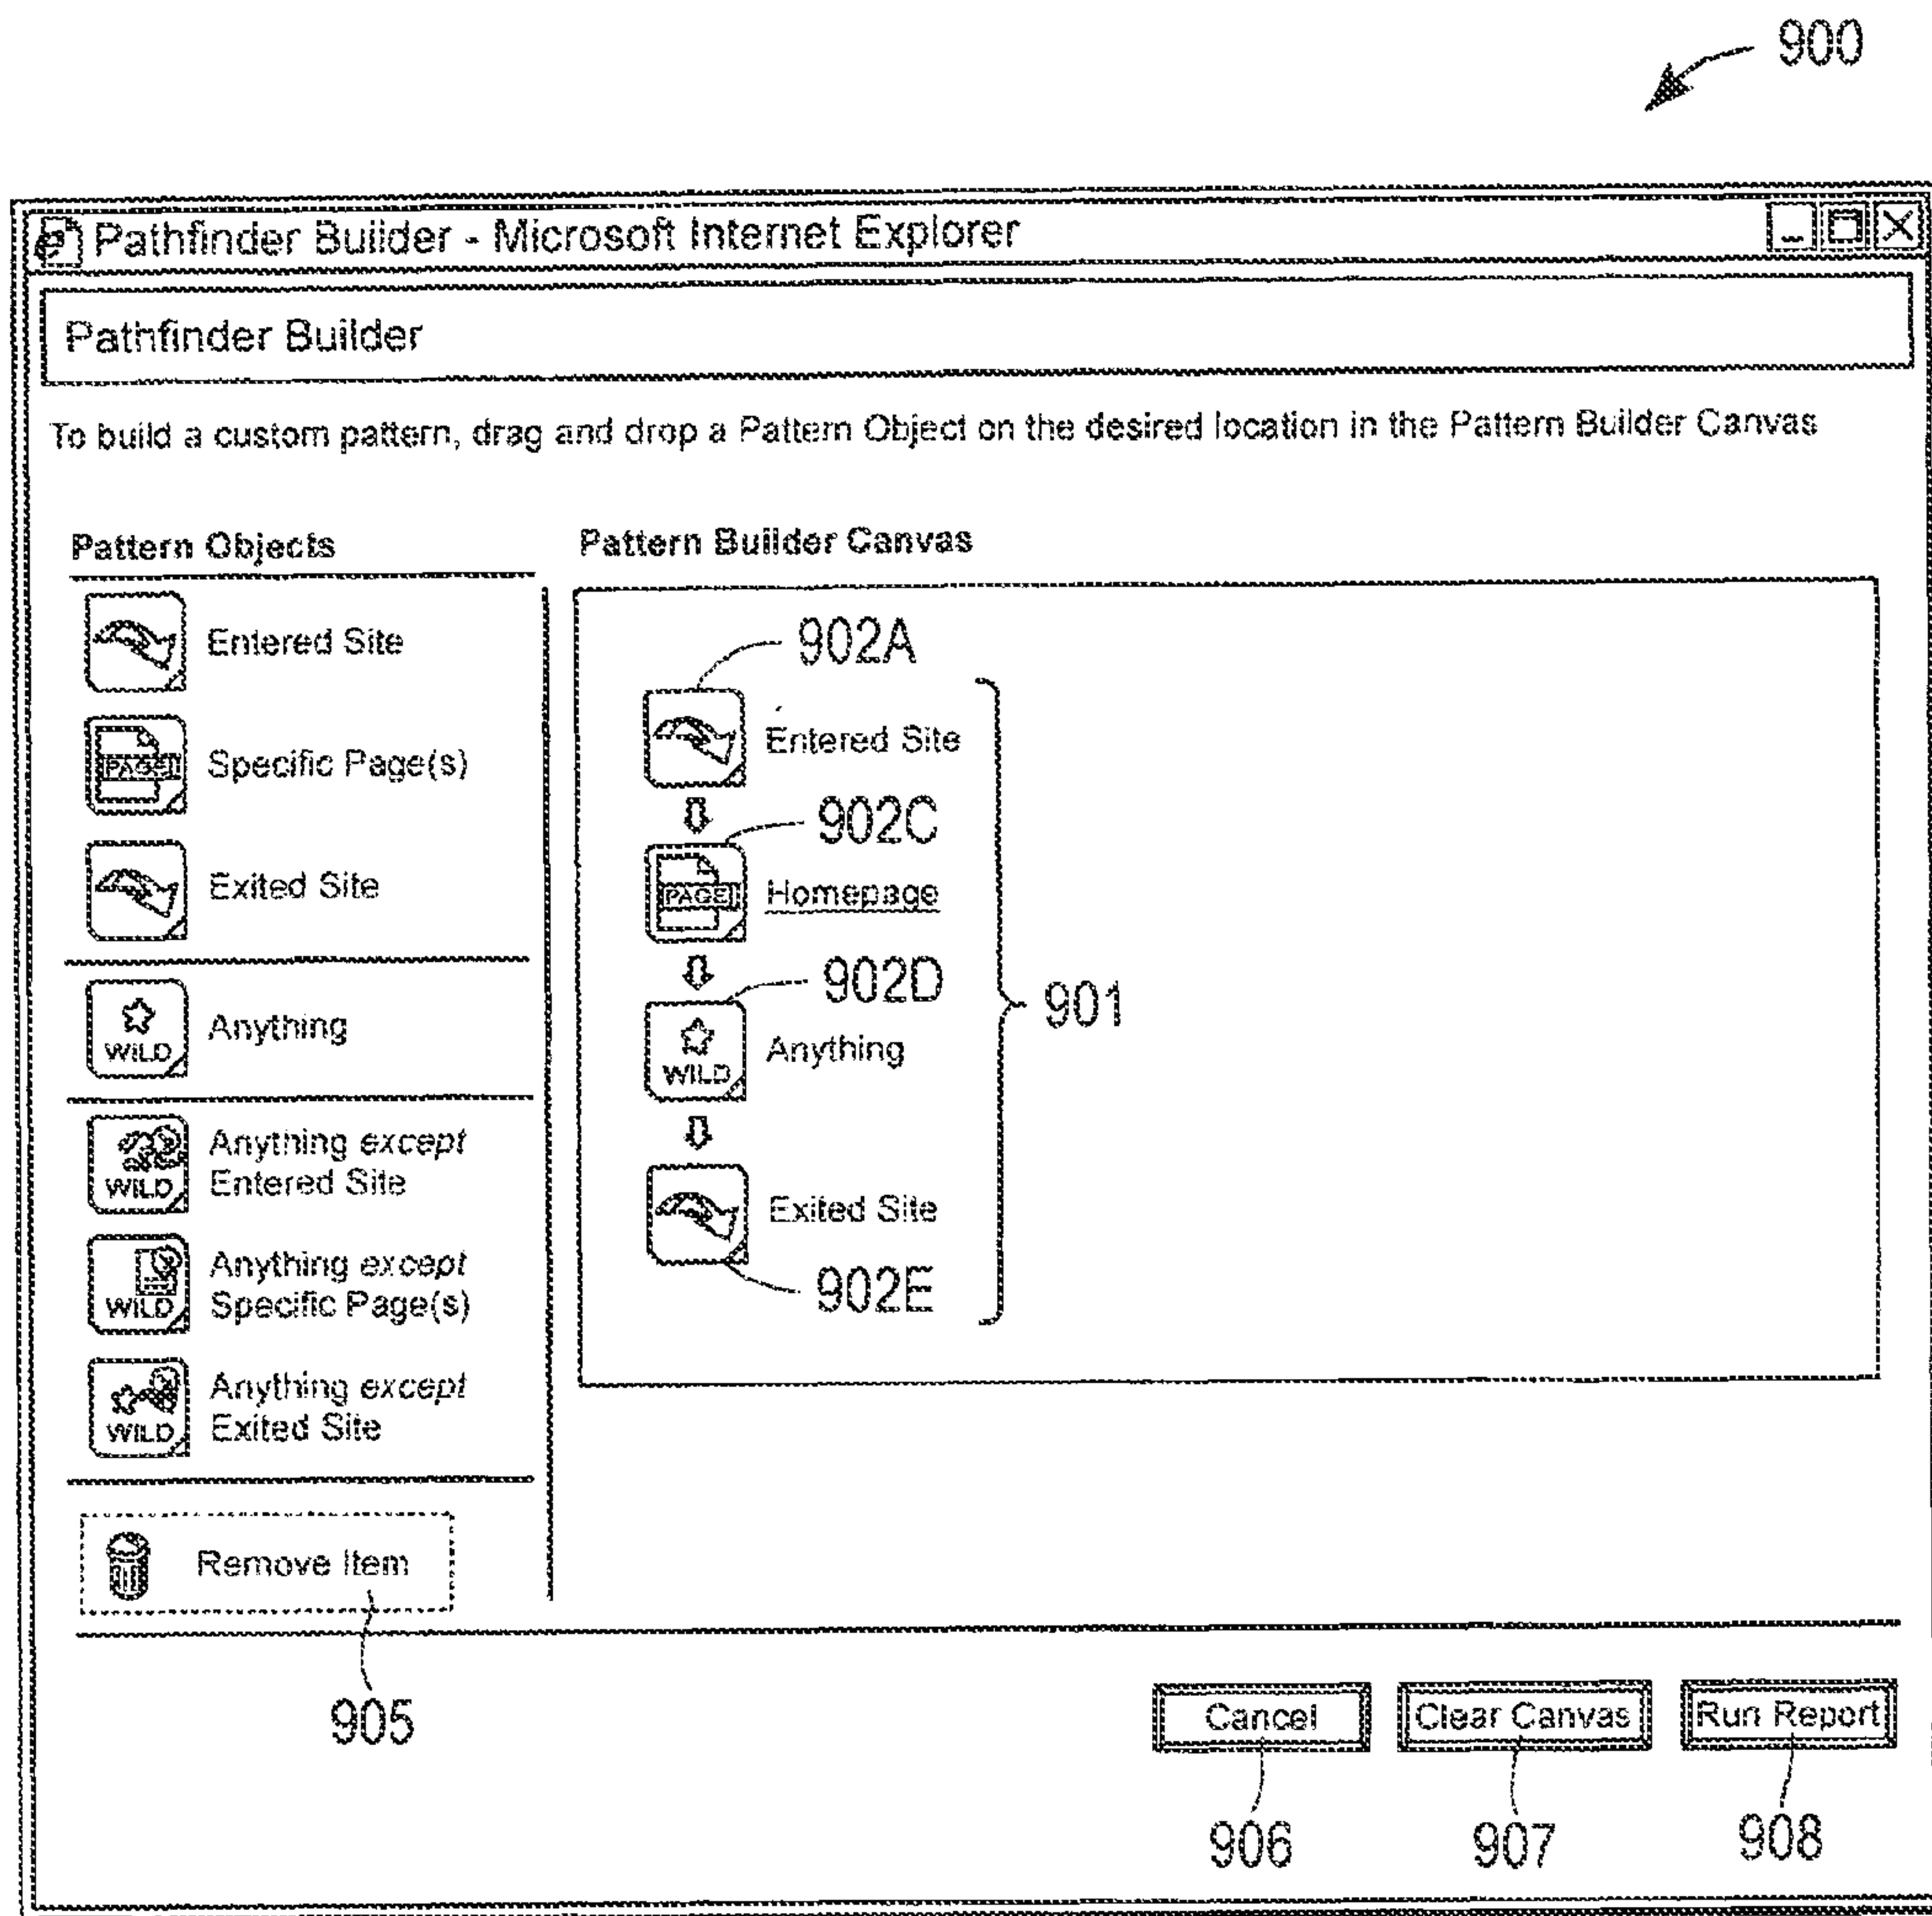 900
Pathfinder Builder - Microsoft Internet Explorer
Pathfinder Builder
To build a custom pattern, drag and drop a Pattern Object on the desired location in the Pattern Builder Canvas
Pattern Objects
Entered Site
PAGE
Specific Page(s)
Exited Site
WILD
Anything
WILD
Anything except
Entered Site
WILD
Anything except
Specific Page(s)
WILD
Anything except
Exited Site
Remove Item
905
Pattern Builder Canvas
902A
Entered Site
902C
PAGE
Homepage
902D
WILD
Anything
Exited Site
902E
901
Cancel
Clear Canvas
Run Report
906
907
908